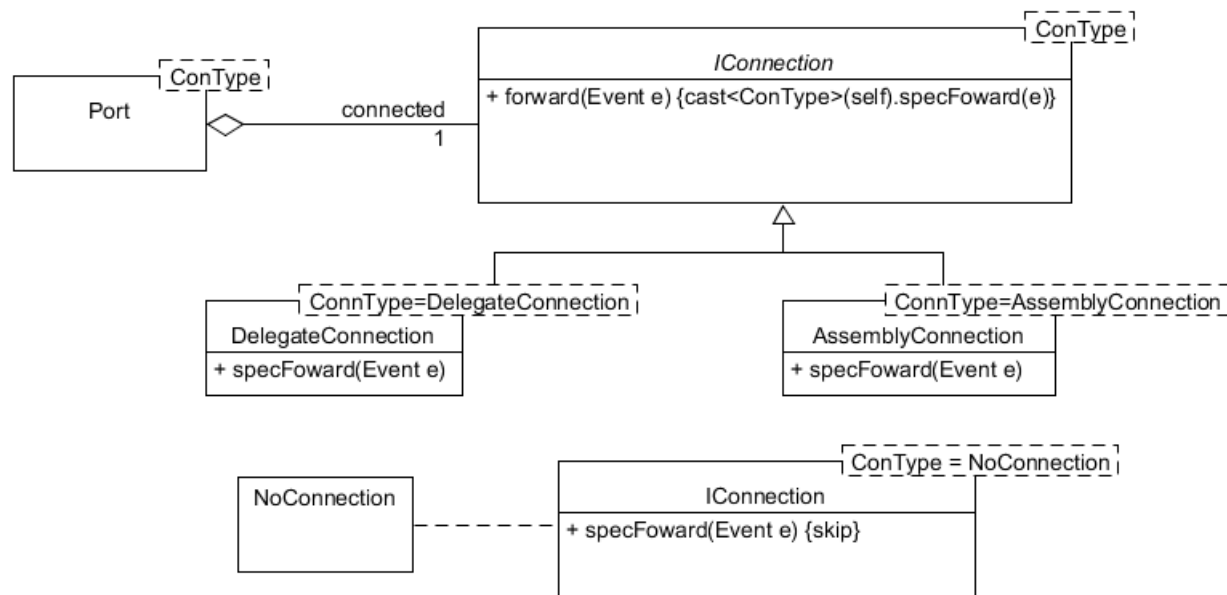 ConType
ConType
IConnection
Port
+ forward(Event e) {cast<ConType>(self).specFoward(e)}
connected
1
ConnType=DelegateConnection
ConnType=AssemblyConnection
DelegateConnection
AssemblyConnection
+ specFoward(Event e)
+ specFoward(Event e)
ConType = NoConnection
NoConnection
IConnection
+ specFoward(Event e) {skip}